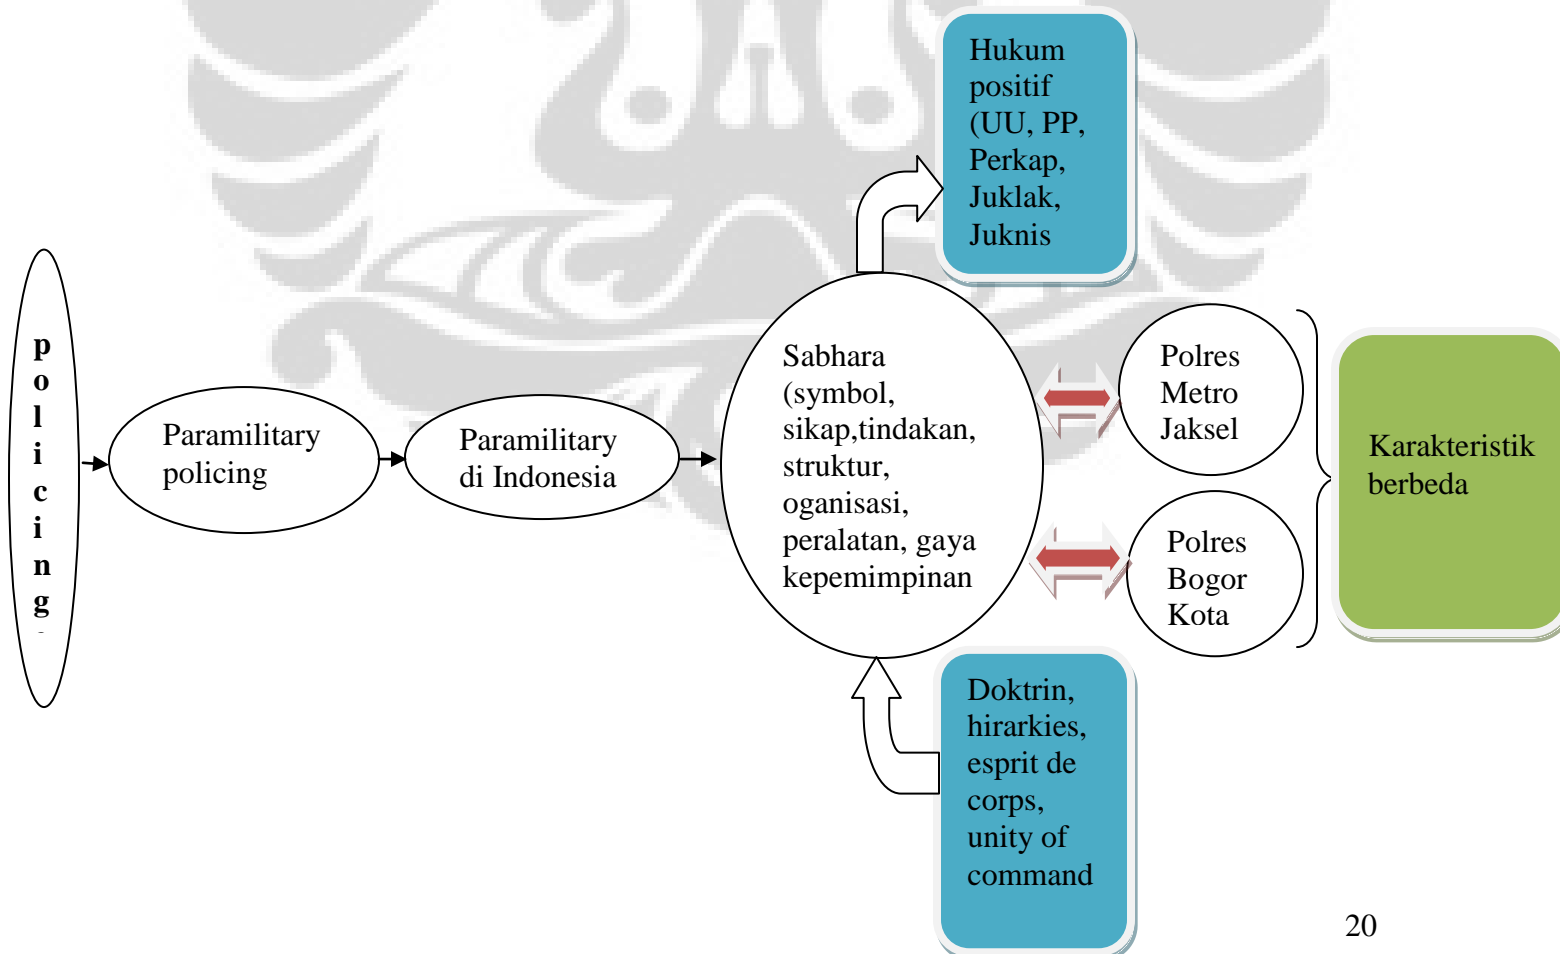 policing
Paramilitary
policing
Paramilitary
di Indonesia
Sabhara
(symbol,
sikap,tindakan,
struktur,
oganisasi,
peralatan, gaya
kepemimpinan
Hukum
positif
(UU, PP,
Perkap,
Juklak,
Juknis
Doktrin,
hirarkies,
esprit de
corps,
unity of
command
Polres
Metro
Jaksel
Polres
Bogor
Kota
Karakteristik
berbeda
20